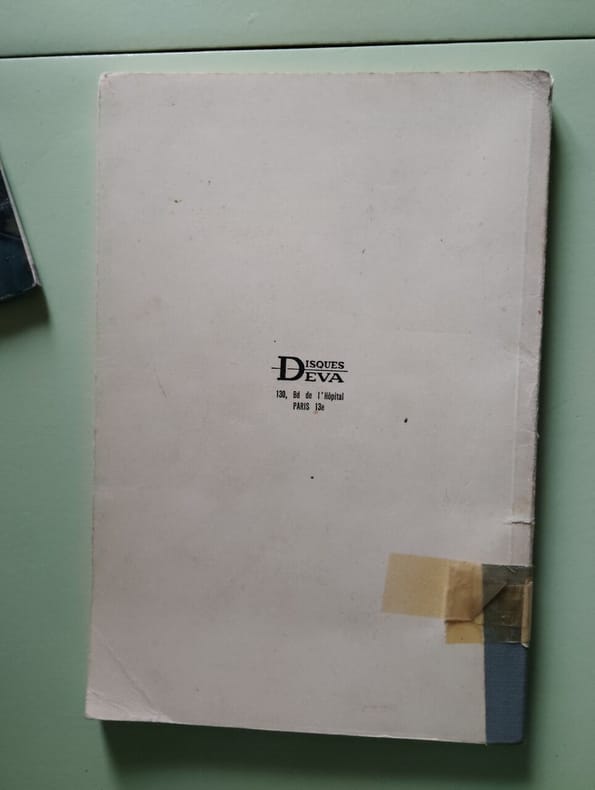 DISQUES
DEVA
130, Bd de l'Hôpital
PARIS 13e